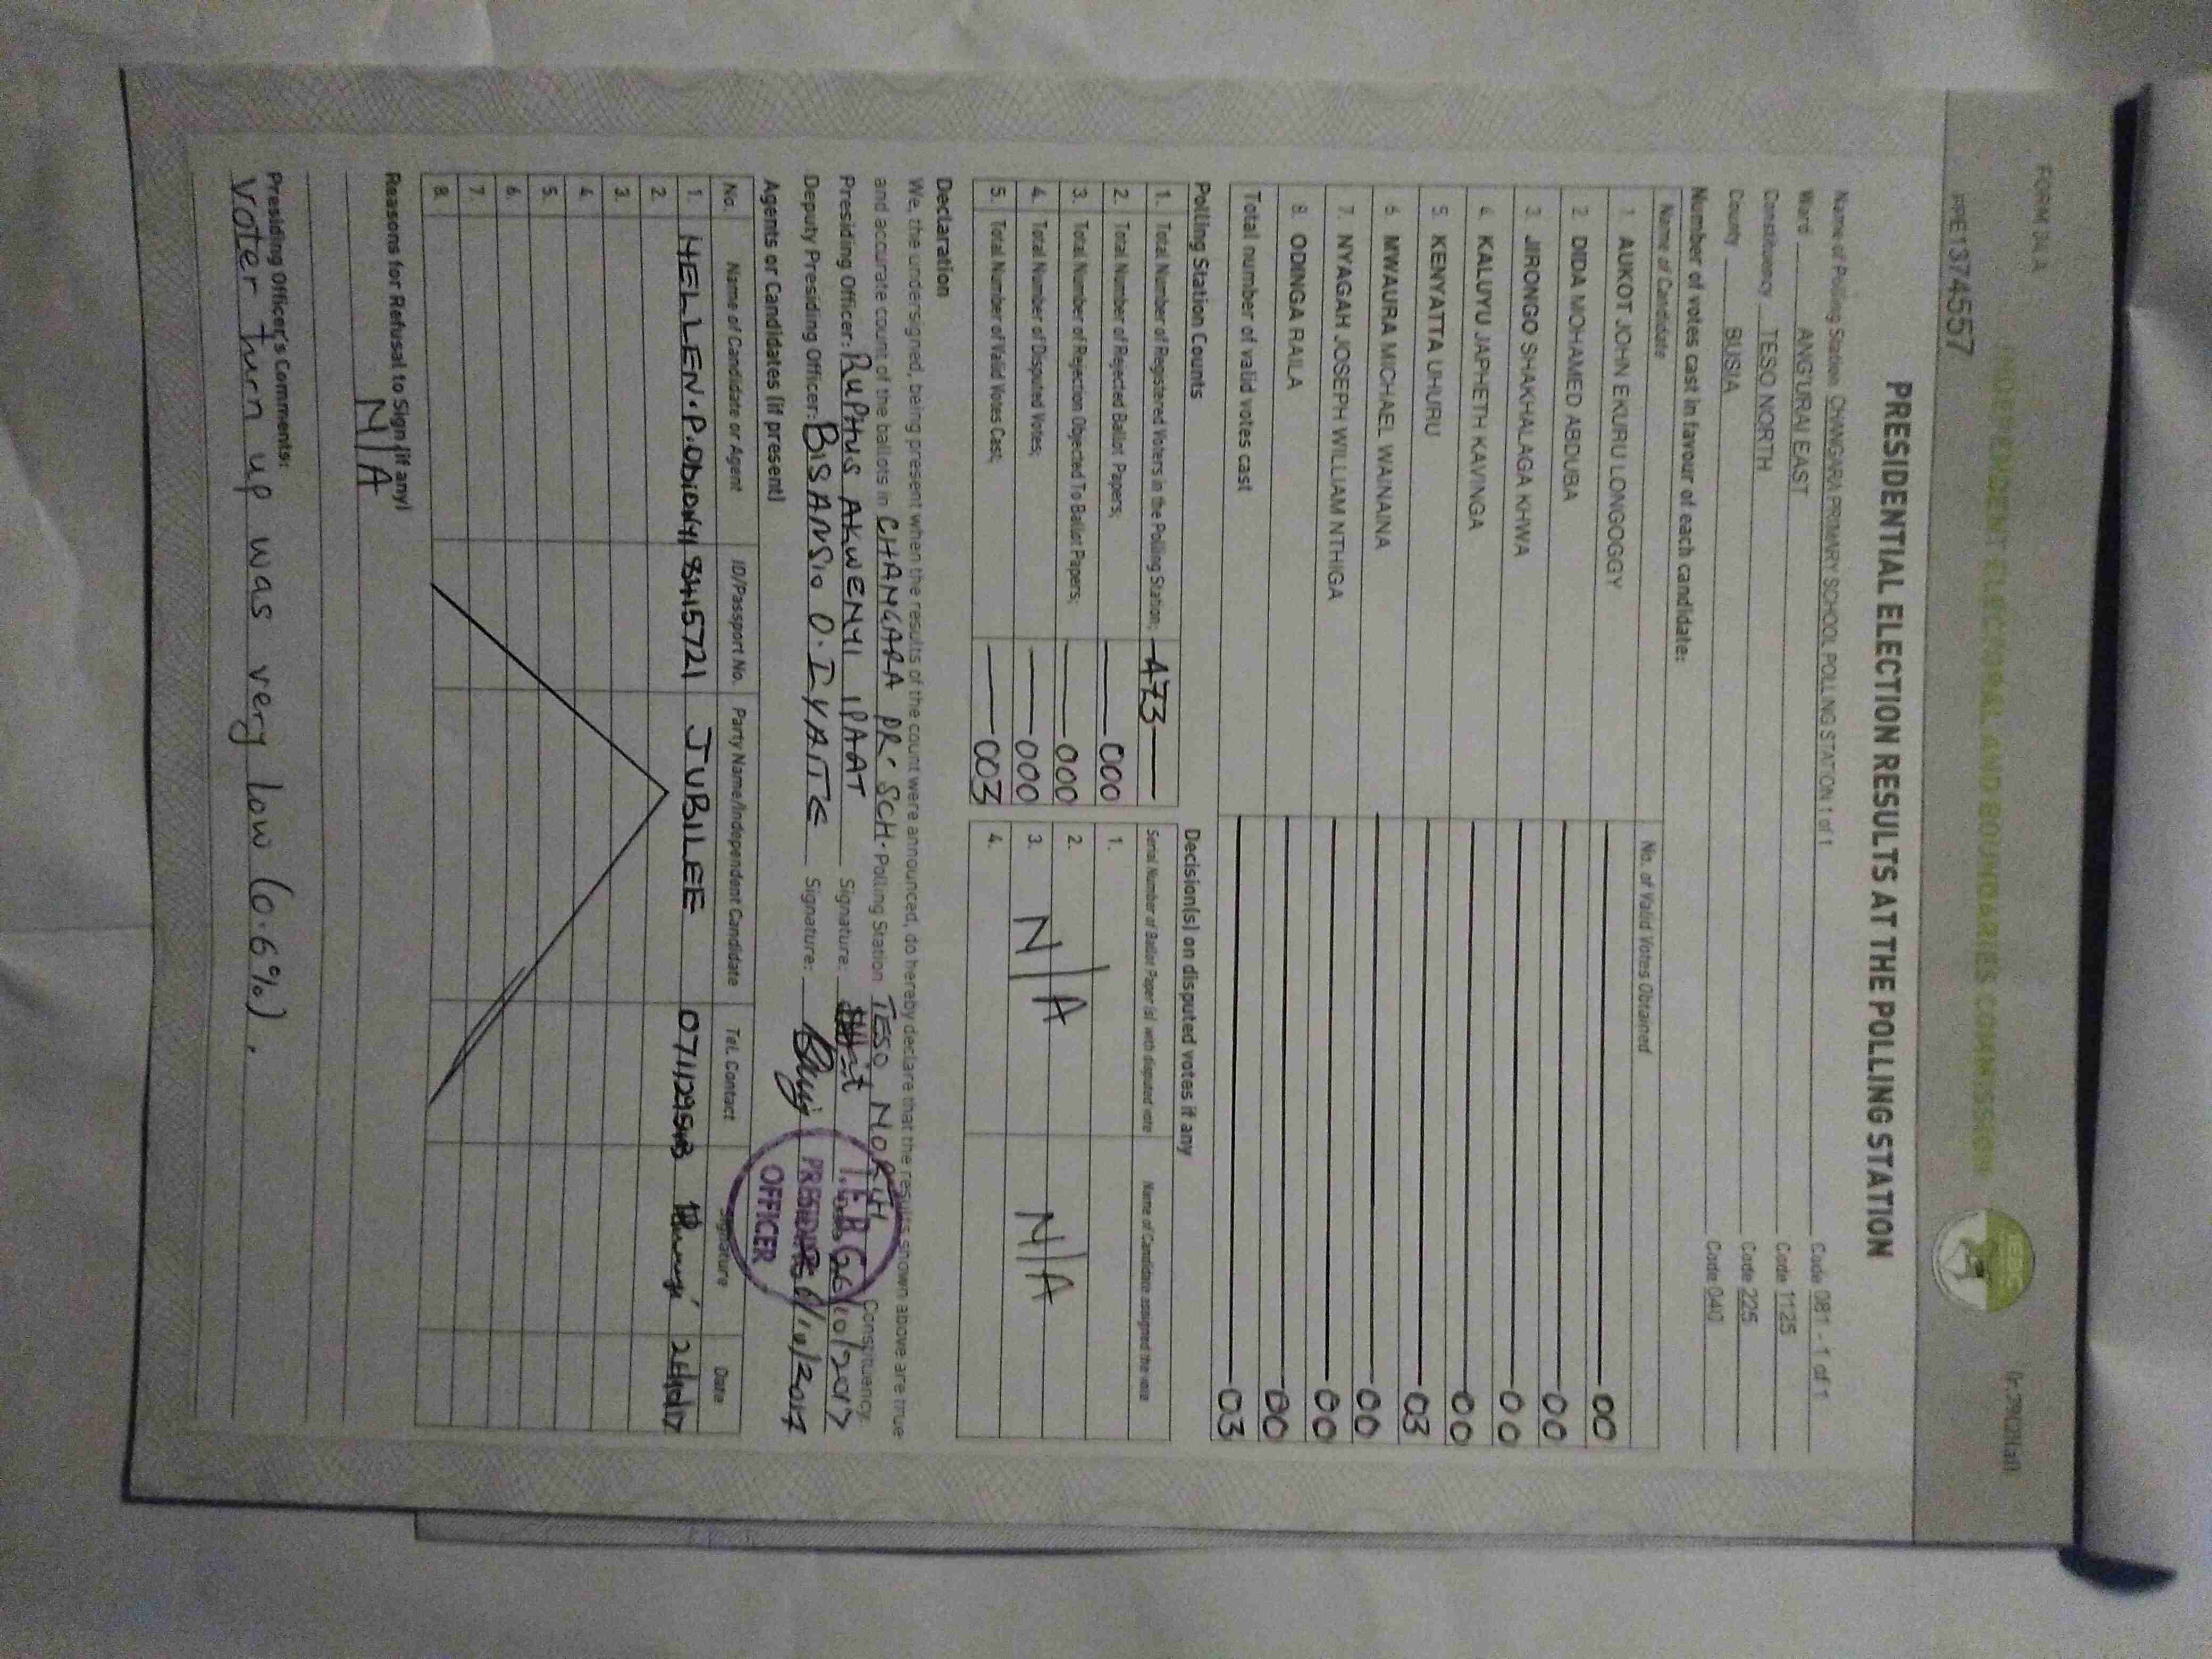 FORM 34 A
INDEPENDENT ELECTORAL AND BOUNDARIES COMMISSION
IEBC
PPE1374557
PRESIDENTIAL ELECTION RESULTS AT THE POLLING STATION
Name of Polling Station CHANGARA PRIMARY SCHOOL POLLING STATON 1 of 1 Code 081 - 1 of 1
Ward ANG'URAI EAST Code 1125
Constituency TESO NORTH Code 225
County BUSIA Code 040
Number of votes cast in favour of each candidate:
Name of Candidate No. of Valid Votes Obtained
1. AUKOT JOHN EKURU LONGOGGY 00
2. DIDA MOHAMED ABDUBA 00
3. JIRONGO SHAKHALAGA KHWA 00
4. KALUYU JAPHETH KAVINGA 00
5. KENYATTA UHURU 03
6. MWAURA MICHAEL WAINAINA 00
7. NYAGAH JOSEPH WILLIAM NTHIGA 00
8. ODINGA RAILA 00
Total number of valid votes cast 03
Polling Station Counts
1. Total Number of Registered Voters in the Polling Station; 473
2. Total Number of Rejected Ballot Papers; 000
3. Total Number of Rejection Objected To Ballot Papers; 000
4. Total Number of Disputed Votes; 000
5. Total Number of Valid Votes Cast; 003
Decision(s) on disputed votes if any
Serial Number of Ballot Paper (s) with disputed vote Name of Candidate assigned the vote
1.
2.
3. N/A N/A
4.
Declaration
We, the undersigned, being present when the results of the count were announced, do hereby declare that the results shown above are true
and accurate count of the ballots in CHANGARA PR. SCH. Polling Station TESO NORTH Constituency.
Presiding Officer: RUPHUS AKWENYI IPAAT Signature: 26/10/2017
Deputy Presiding Officer: BISANSIO O. Signature: /10/2017
I.E.B.C
PRESIDING
OFFICER
Agents or Candidates (if present)
No. Name of Candidate or Agent ID/Passport No. Party Name/Independent Candidate Tel. Contact Signature Date
1. HELLEN.P. 8415721 JUBILEE 26/10/17
2.
3.
4.
5.
6.
7.
8.
Reasons for Refusal to Sign (if any)
N/A
Presiding Officer's Comments:
Voter turn up was very low (0.6%).